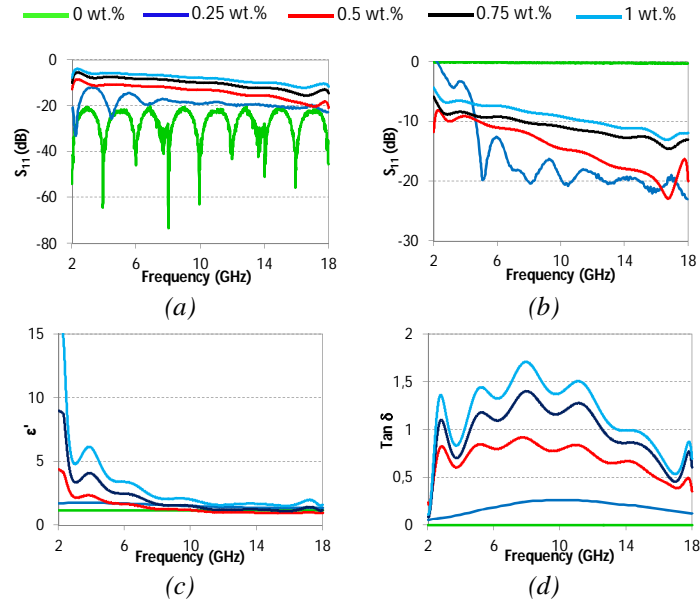 0 wt.% 0.25 wt.% 0.5 wt.% 0.75 wt.% 1 wt.%
0
-20
-40
-60
-80
S11 (dB)
2 6 10 14 18
Frequency (GHz)
(a)
0
-10
-20
-30
S11 (dB)
2 6 10 14 18
Frequency (GHz)
(b)
15
10
5
0
ε'
2 6 10 14 18
Frequency (GHz)
(c)
2
1,5
1
0,5
0
Tan δ
2 6 10 14 18
Frequency (GHz)
(d)